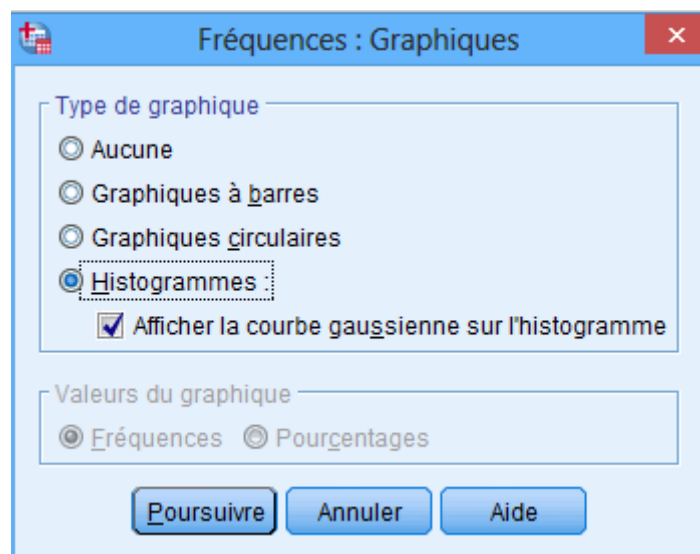 Fréquences : Graphiques
Type de graphique
Aucune
Graphiques à barres
Graphiques circulaires
Histogrammes :
Afficher la courbe gaussienne sur l'histogramme
Valeurs du graphique
Fréquences Pourcentages
Poursuivre Annuler Aide